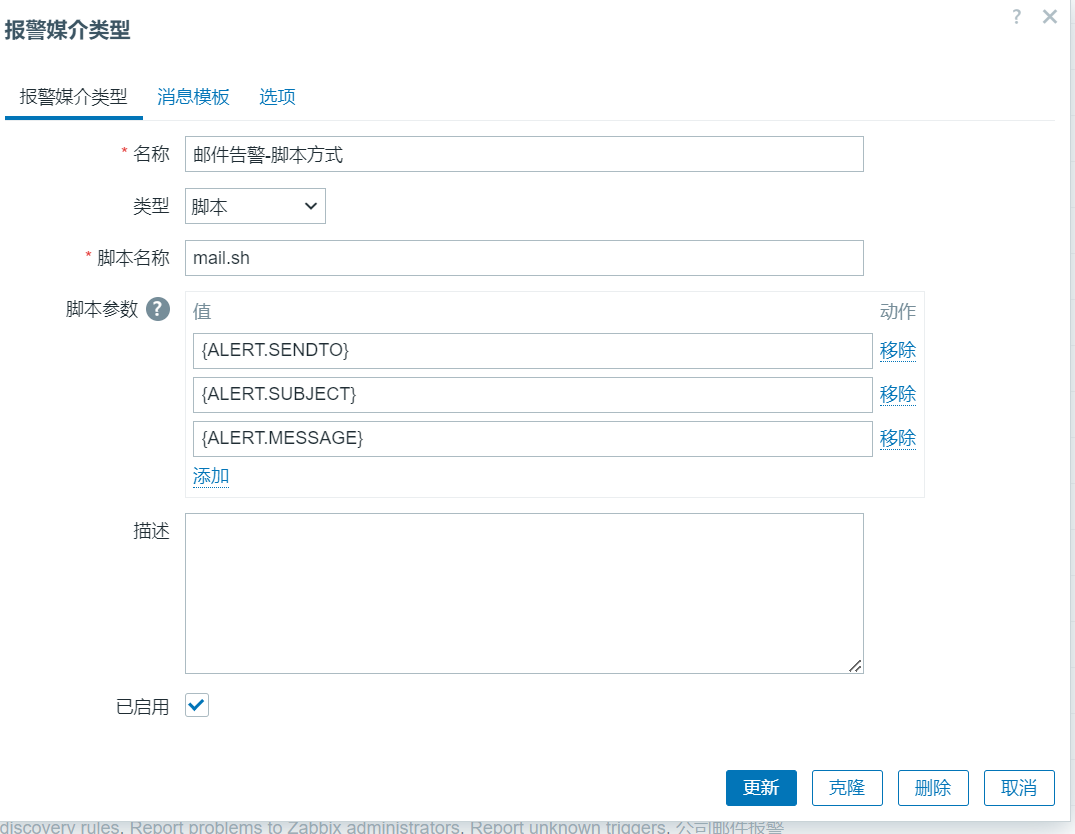 报警媒介类型
? ×
报警媒介类型 消息模板 选项
* 名称 邮件告警-脚本方式
类型 脚本
* 脚本名称 mail.sh
脚本参数 ? 值 动作
{ALERT.SENDTO} 移除
{ALERT.SUBJECT} 移除
{ALERT.MESSAGE} 移除
添加
描述
已启用
更新 克隆 删除 取消
discovery rules, Report problems to Zabbix administrators, Report unknown triggers, 公司邮件报警